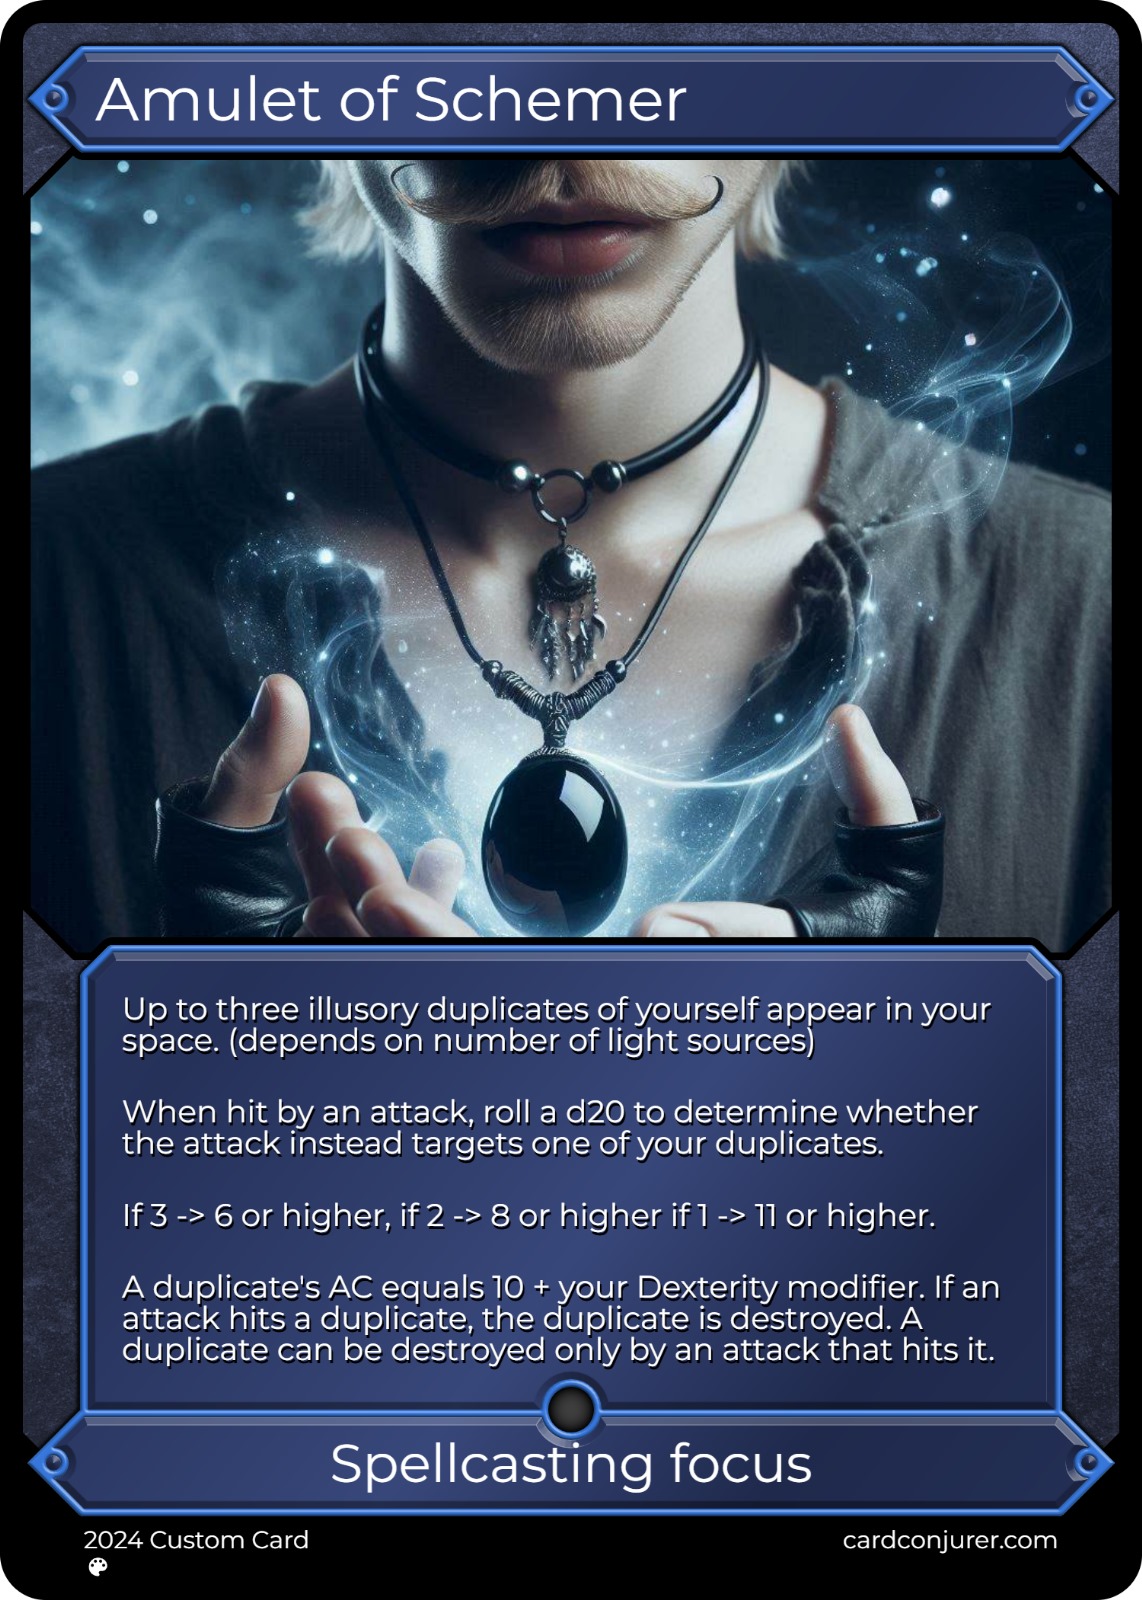 Amulet of Schemer
Up to three illusory duplicates of yourself appear in your
space. (depends on number of light sources)
When hit by an attack, roll a d20 to determine whether
the attack instead targets one of your duplicates.
If 3 -> 6 or higher, if 2 -> 8 or higher if 1 -> 11 or higher.
A duplicate's AC equals 10 + your Dexterity modifier. If an
attack hits a duplicate, the duplicate is destroyed. A
duplicate can be destroyed only by an attack that hits it.
Spellcasting focus
2024 Custom Card
cardconjurer.com